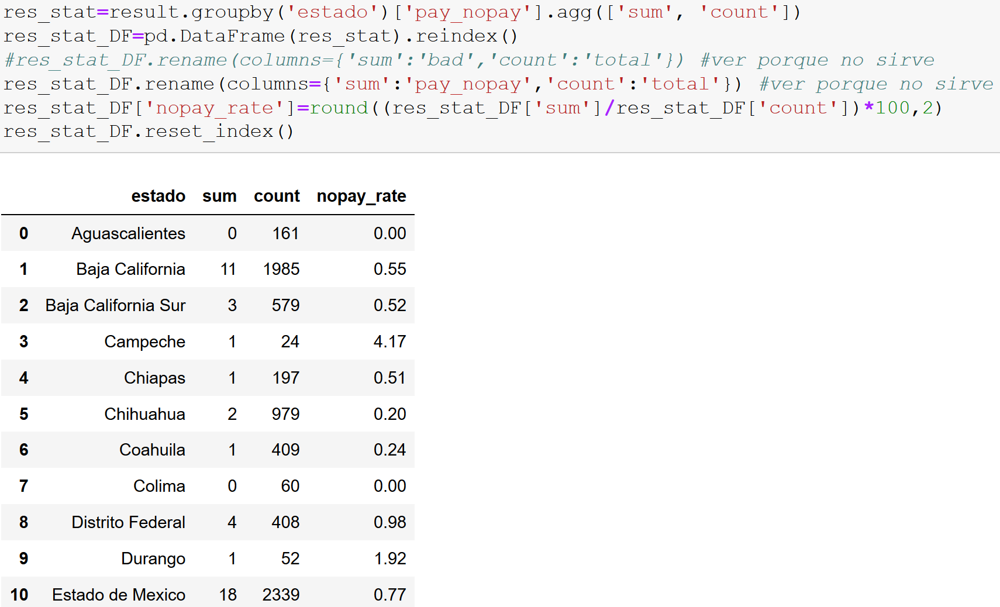 res_stat=result.groupby('estado')['pay_nopay'].agg(['sum', 'count'])
res_stat_DF=pd.DataFrame(res_stat).reindex()
#res_stat_DF.rename(columns={'sum':'bad','count':'total'}) #ver porque no sirve
res_stat_DF.rename(columns={'sum':'pay_nopay','count':'total'}) #ver porque no sirve
res_stat_DF['nopay_rate']=round((res_stat_DF['sum']/res_stat_DF['count'])*100,2)
res_stat_DF.reset_index()
estado sum count nopay_rate
0 Aguascalientes 0 161 0.00
1 Baja California 11 1985 0.55
2 Baja California Sur 3 579 0.52
3 Campeche 1 24 4.17
4 Chiapas 1 197 0.51
5 Chihuahua 2 979 0.20
6 Coahuila 1 409 0.24
7 Colima 0 60 0.00
8 Distrito Federal 4 408 0.98
9 Durango 1 52 1.92
10 Estado de Mexico 18 2339 0.77